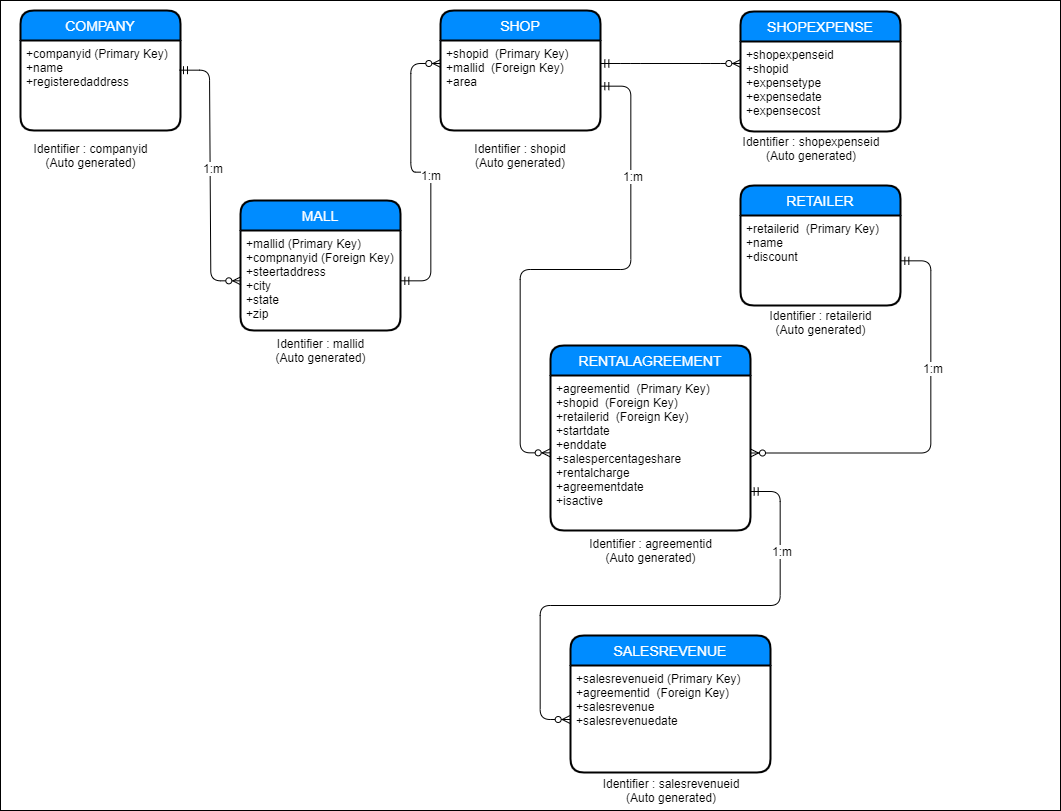 COMPANY
+companyid (Primary Key)
+name
+registeredaddress
Identifier : companyid
(Auto generated)
1:m
MALL
+mallid (Primary Key)
+compnanyid (Foreign Key)
+steertaddress
+city
+state
+zip
Identifier : mallid
(Auto generated)
1:m
SHOP
+shopid  (Primary Key)
+mallid  (Foreign Key)
+area
Identifier : shopid
(Auto generated)
1:m
SHOPEXPENSE
+shopexpenseid
+shopid
+expensetype
+expensedate
+expensecost
Identifier : shopexpenseid
(Auto generated)
RETAILER
+retailerid  (Primary Key)
+name
+discount
Identifier : retailerid
(Auto generated)
1:m
RENTALAGREEMENT
+agreementid  (Primary Key)
+shopid  (Foreign Key)
+retailerid  (Foreign Key)
+startdate
+enddate
+salespercentageshare
+rentalcharge
+agreementdate
+isactive
Identifier : agreementid
(Auto generated)
1:m
SALESREVENUE
+salesrevenueid (Primary Key)
+agreementid  (Foreign Key)
+salesrevenue
+salesrevenuedate
Identifier : salesrevenueid
(Auto generated)